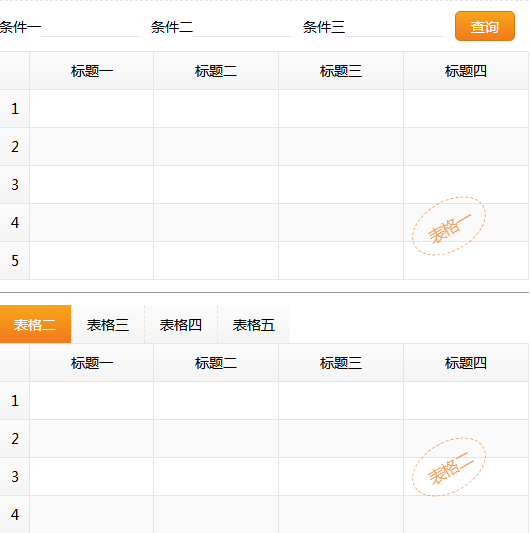 条件一 条件二 条件三 查询
标题一 标题二 标题三 标题四
1
2
3
4 表格一
5
表格二 表格三 表格四 表格五
标题一 标题二 标题三 标题四
1
2
3 表格二
4